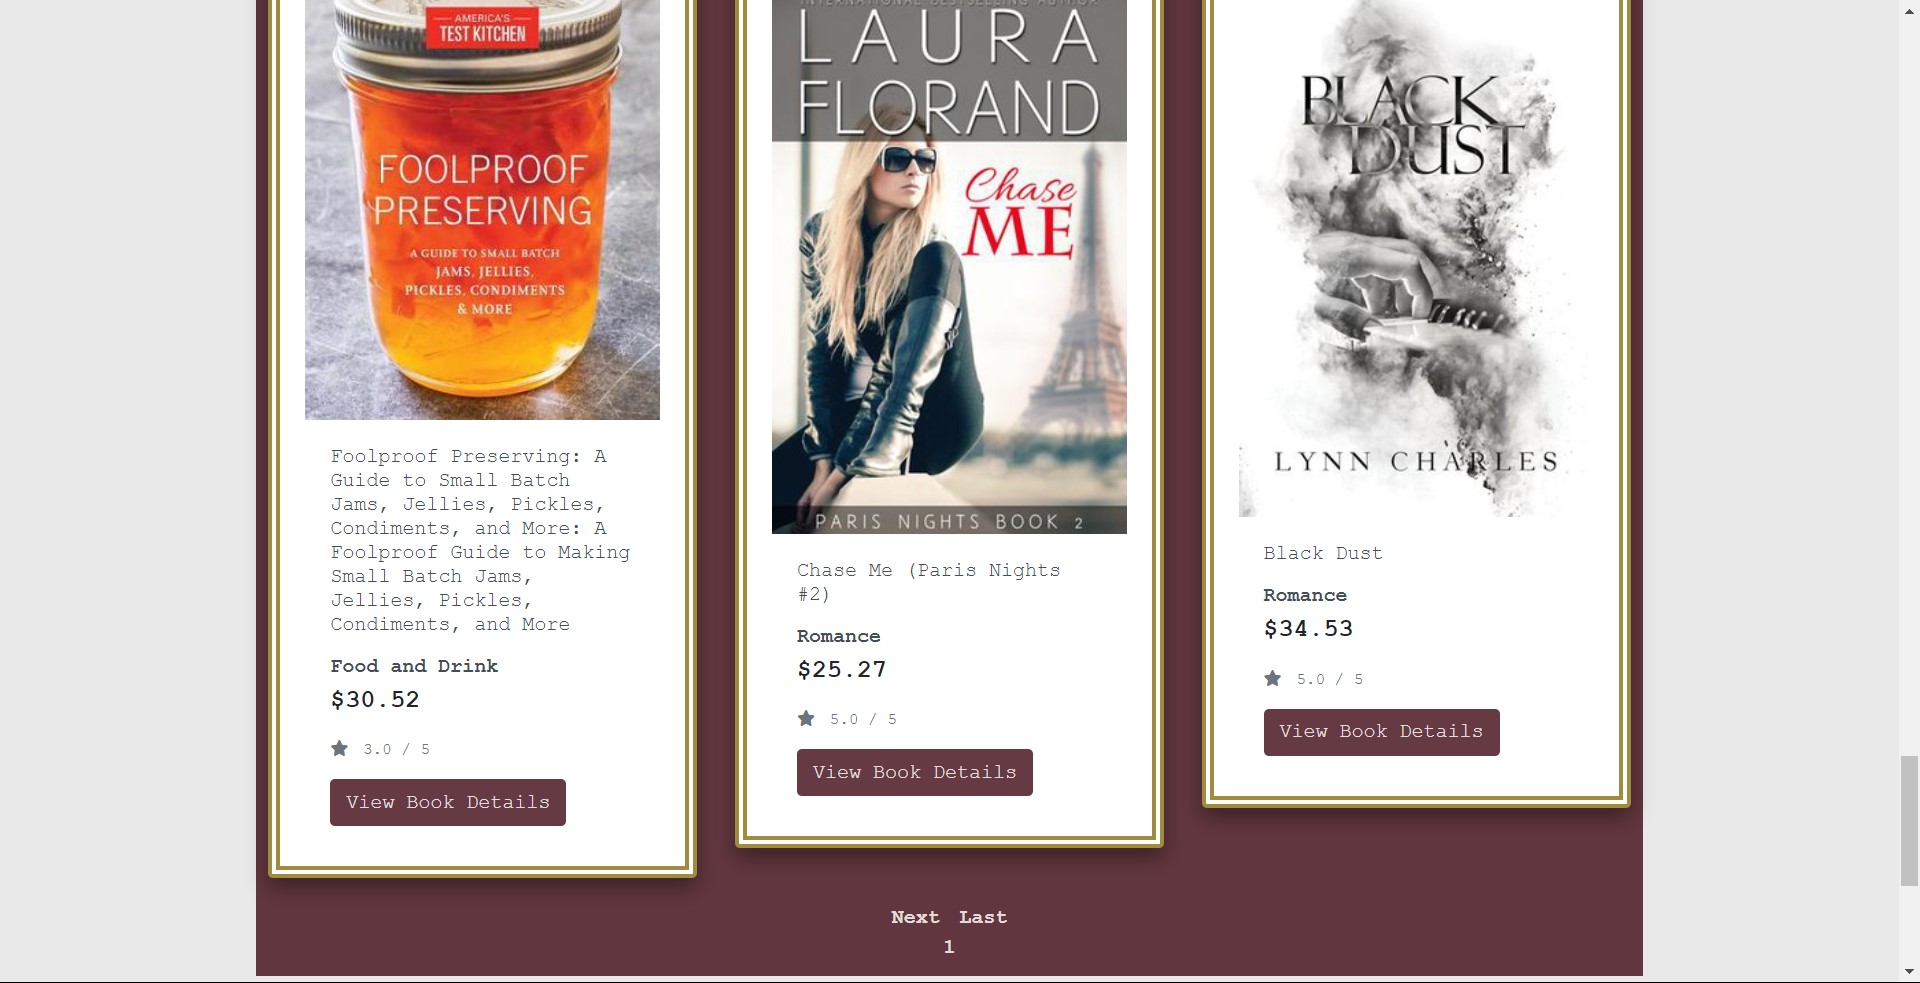 AMERICA'S
TEST KITCHEN
FOOLPROOF
PRESERVING
A GUIDE TO SMALL BATCH
JAMS, JELLIES,
PICKLES, CONDIMENTS
& MORE
Foolproof Preserving: A
Guide to Small Batch
Jams, Jellies, Pickles,
Condiments, and More: A
Foolproof Guide to Making
Small Batch Jams,
Jellies, Pickles,
Condiments, and More
Food and Drink
$30.52
3.0 / 5
View Book Details
INTERNATIONAL BESTSELLING AUTHOR
LAURA
FLORAND
Chase
ME
PARIS NIGHTS BOOK 2
Chase Me (Paris Nights
#2)
Romance
$25.27
5.0 / 5
View Book Details
BLACK
DUST
LYNN CHARLES
Black Dust
Romance
$34.53
5.0 / 5
View Book Details
Next Last
1